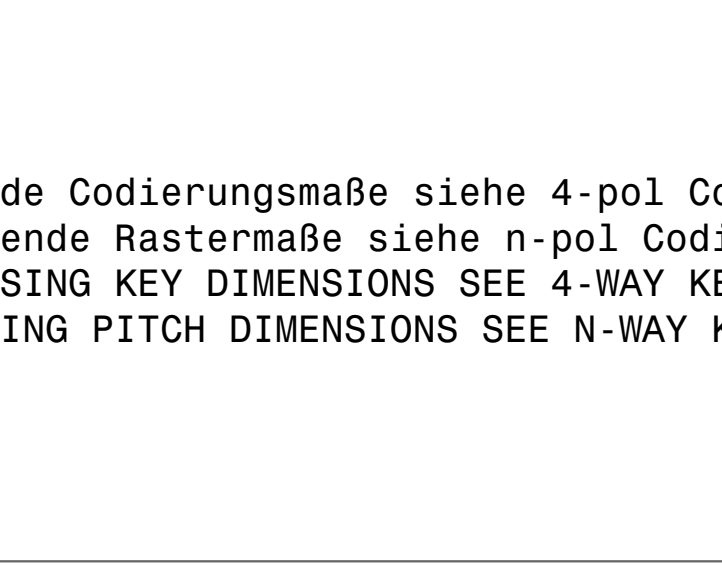 de Codierungsmaße siehe 4-pol Co
ende Rastermaße siehe n-pol Codi
SING KEY DIMENSIONS SEE 4-WAY KE
ING PITCH DIMENSIONS SEE N-WAY K